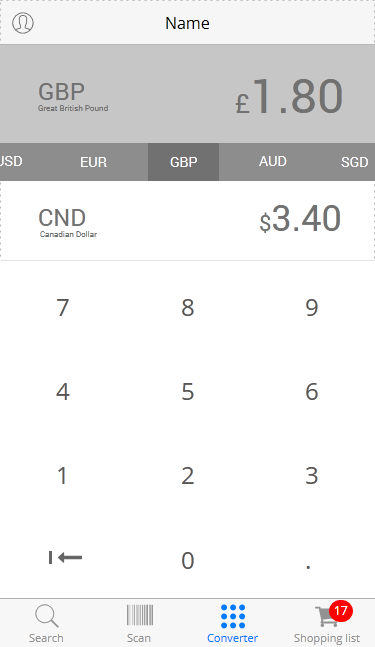 Name
GBP £1.80
Great British Pound
USD EUR GBP AUD SGD
CND $3.40
Canadian Dollar
7 8 9
4 5 6
1 2 3
0 .
17
Search Scan Converter Shopping list